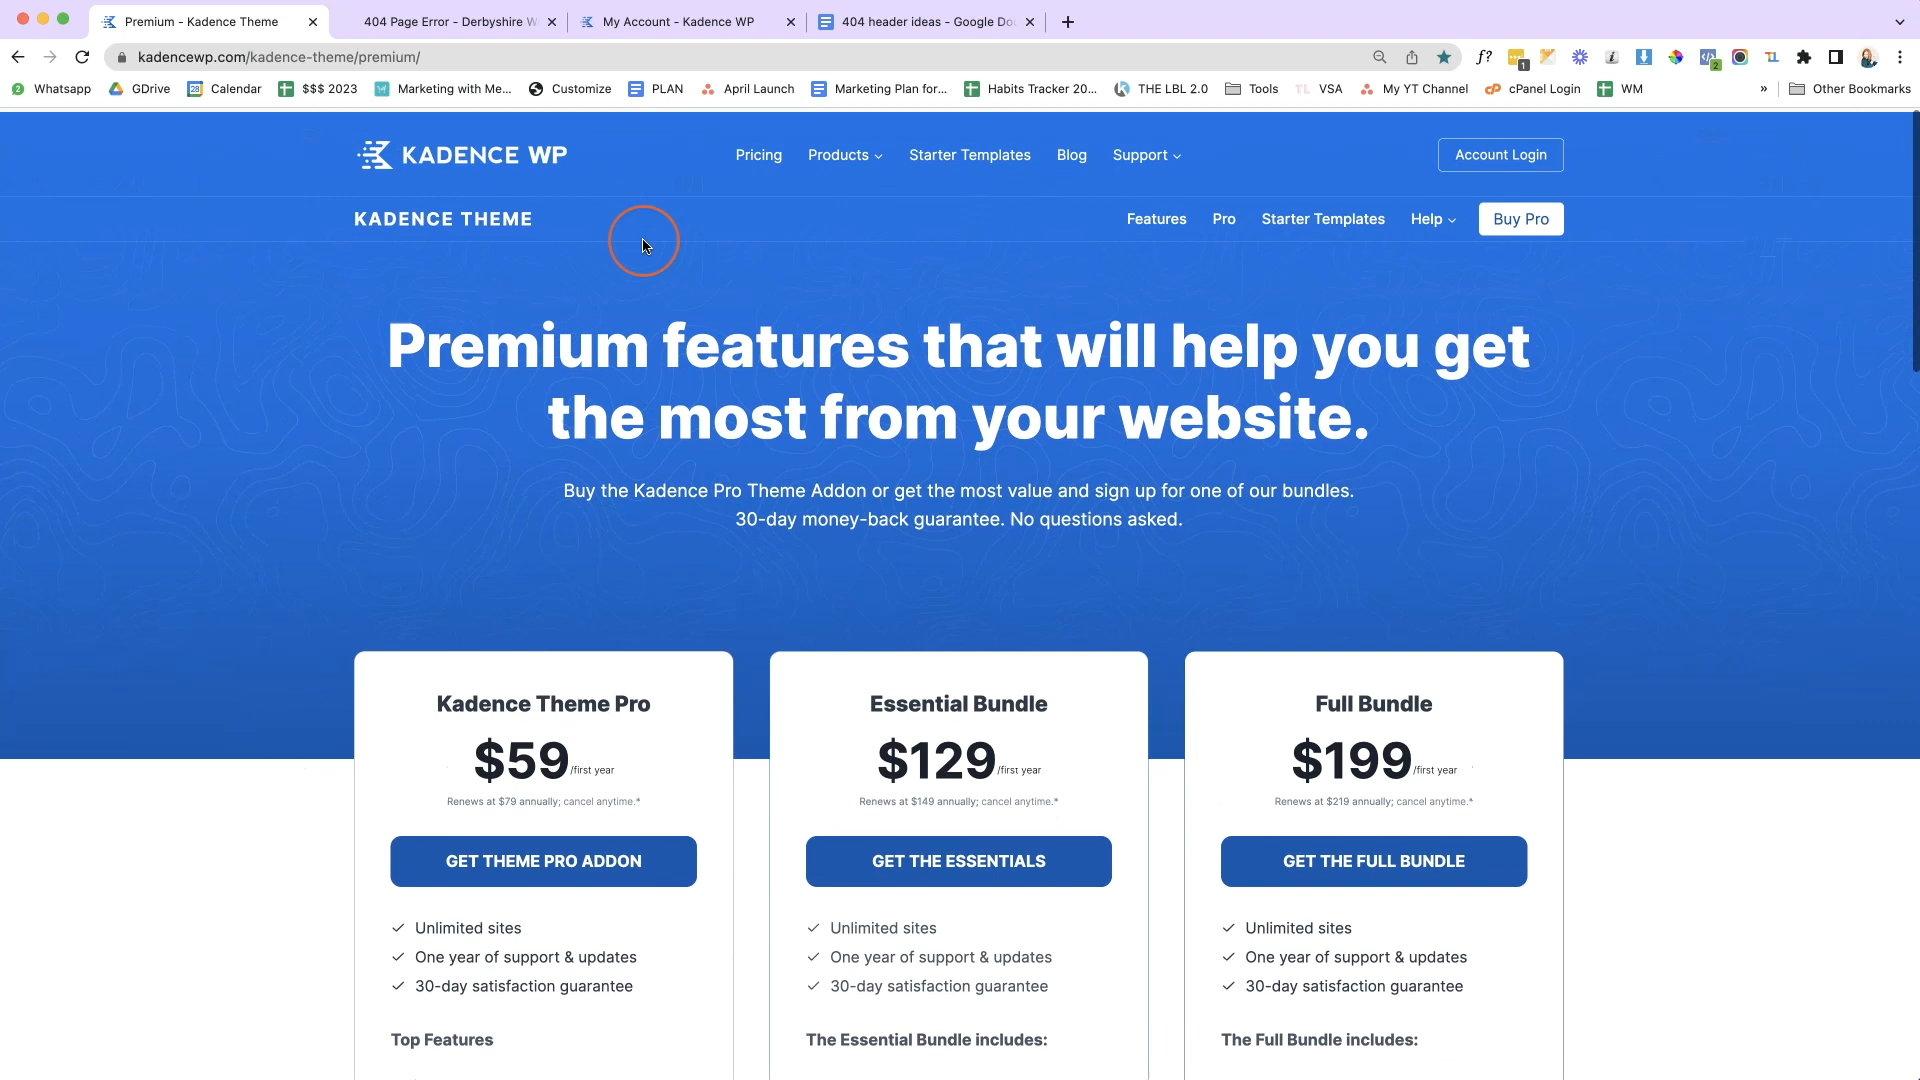 Premium - Kadence Theme
404 Page Error - Derbyshire W
My Account - Kadence WP
404 header ideas - Google Do
kadencewp.com/kadence-theme/premium/
f?
1
2
TL
2
Whatsapp
GDrive
28
Calendar
$$$ 2023
Marketing with Me...
Customize
PLAN
April Launch
Marketing Plan for...
Habits Tracker 20...
THE LBL 2.0
Tools
TL
VSA
My YT Channel
cPanel Login
WM
»
Other Bookmarks
KADENCE WP
Pricing
Products
Starter Templates
Blog
Support
Account Login
KADENCE THEME
Features
Pro
Starter Templates
Help
Buy Pro
Premium features that will help you get
the most from your website.
Buy the Kadence Pro Theme Addon or get the most value and sign up for one of our bundles.
30-day money-back guarantee. No questions asked.
Kadence Theme Pro
$59/first year
Renews at $79 annually; cancel anytime.*
GET THEME PRO ADDON
Unlimited sites
One year of support & updates
30-day satisfaction guarantee
Top Features
Essential Bundle
$129/first year
Renews at $149 annually; cancel anytime.*
GET THE ESSENTIALS
Unlimited sites
One year of support & updates
30-day satisfaction guarantee
The Essential Bundle includes:
Full Bundle
$199/first year
Renews at $219 annually; cancel anytime.*
GET THE FULL BUNDLE
Unlimited sites
One year of support & updates
30-day satisfaction guarantee
The Full Bundle includes: